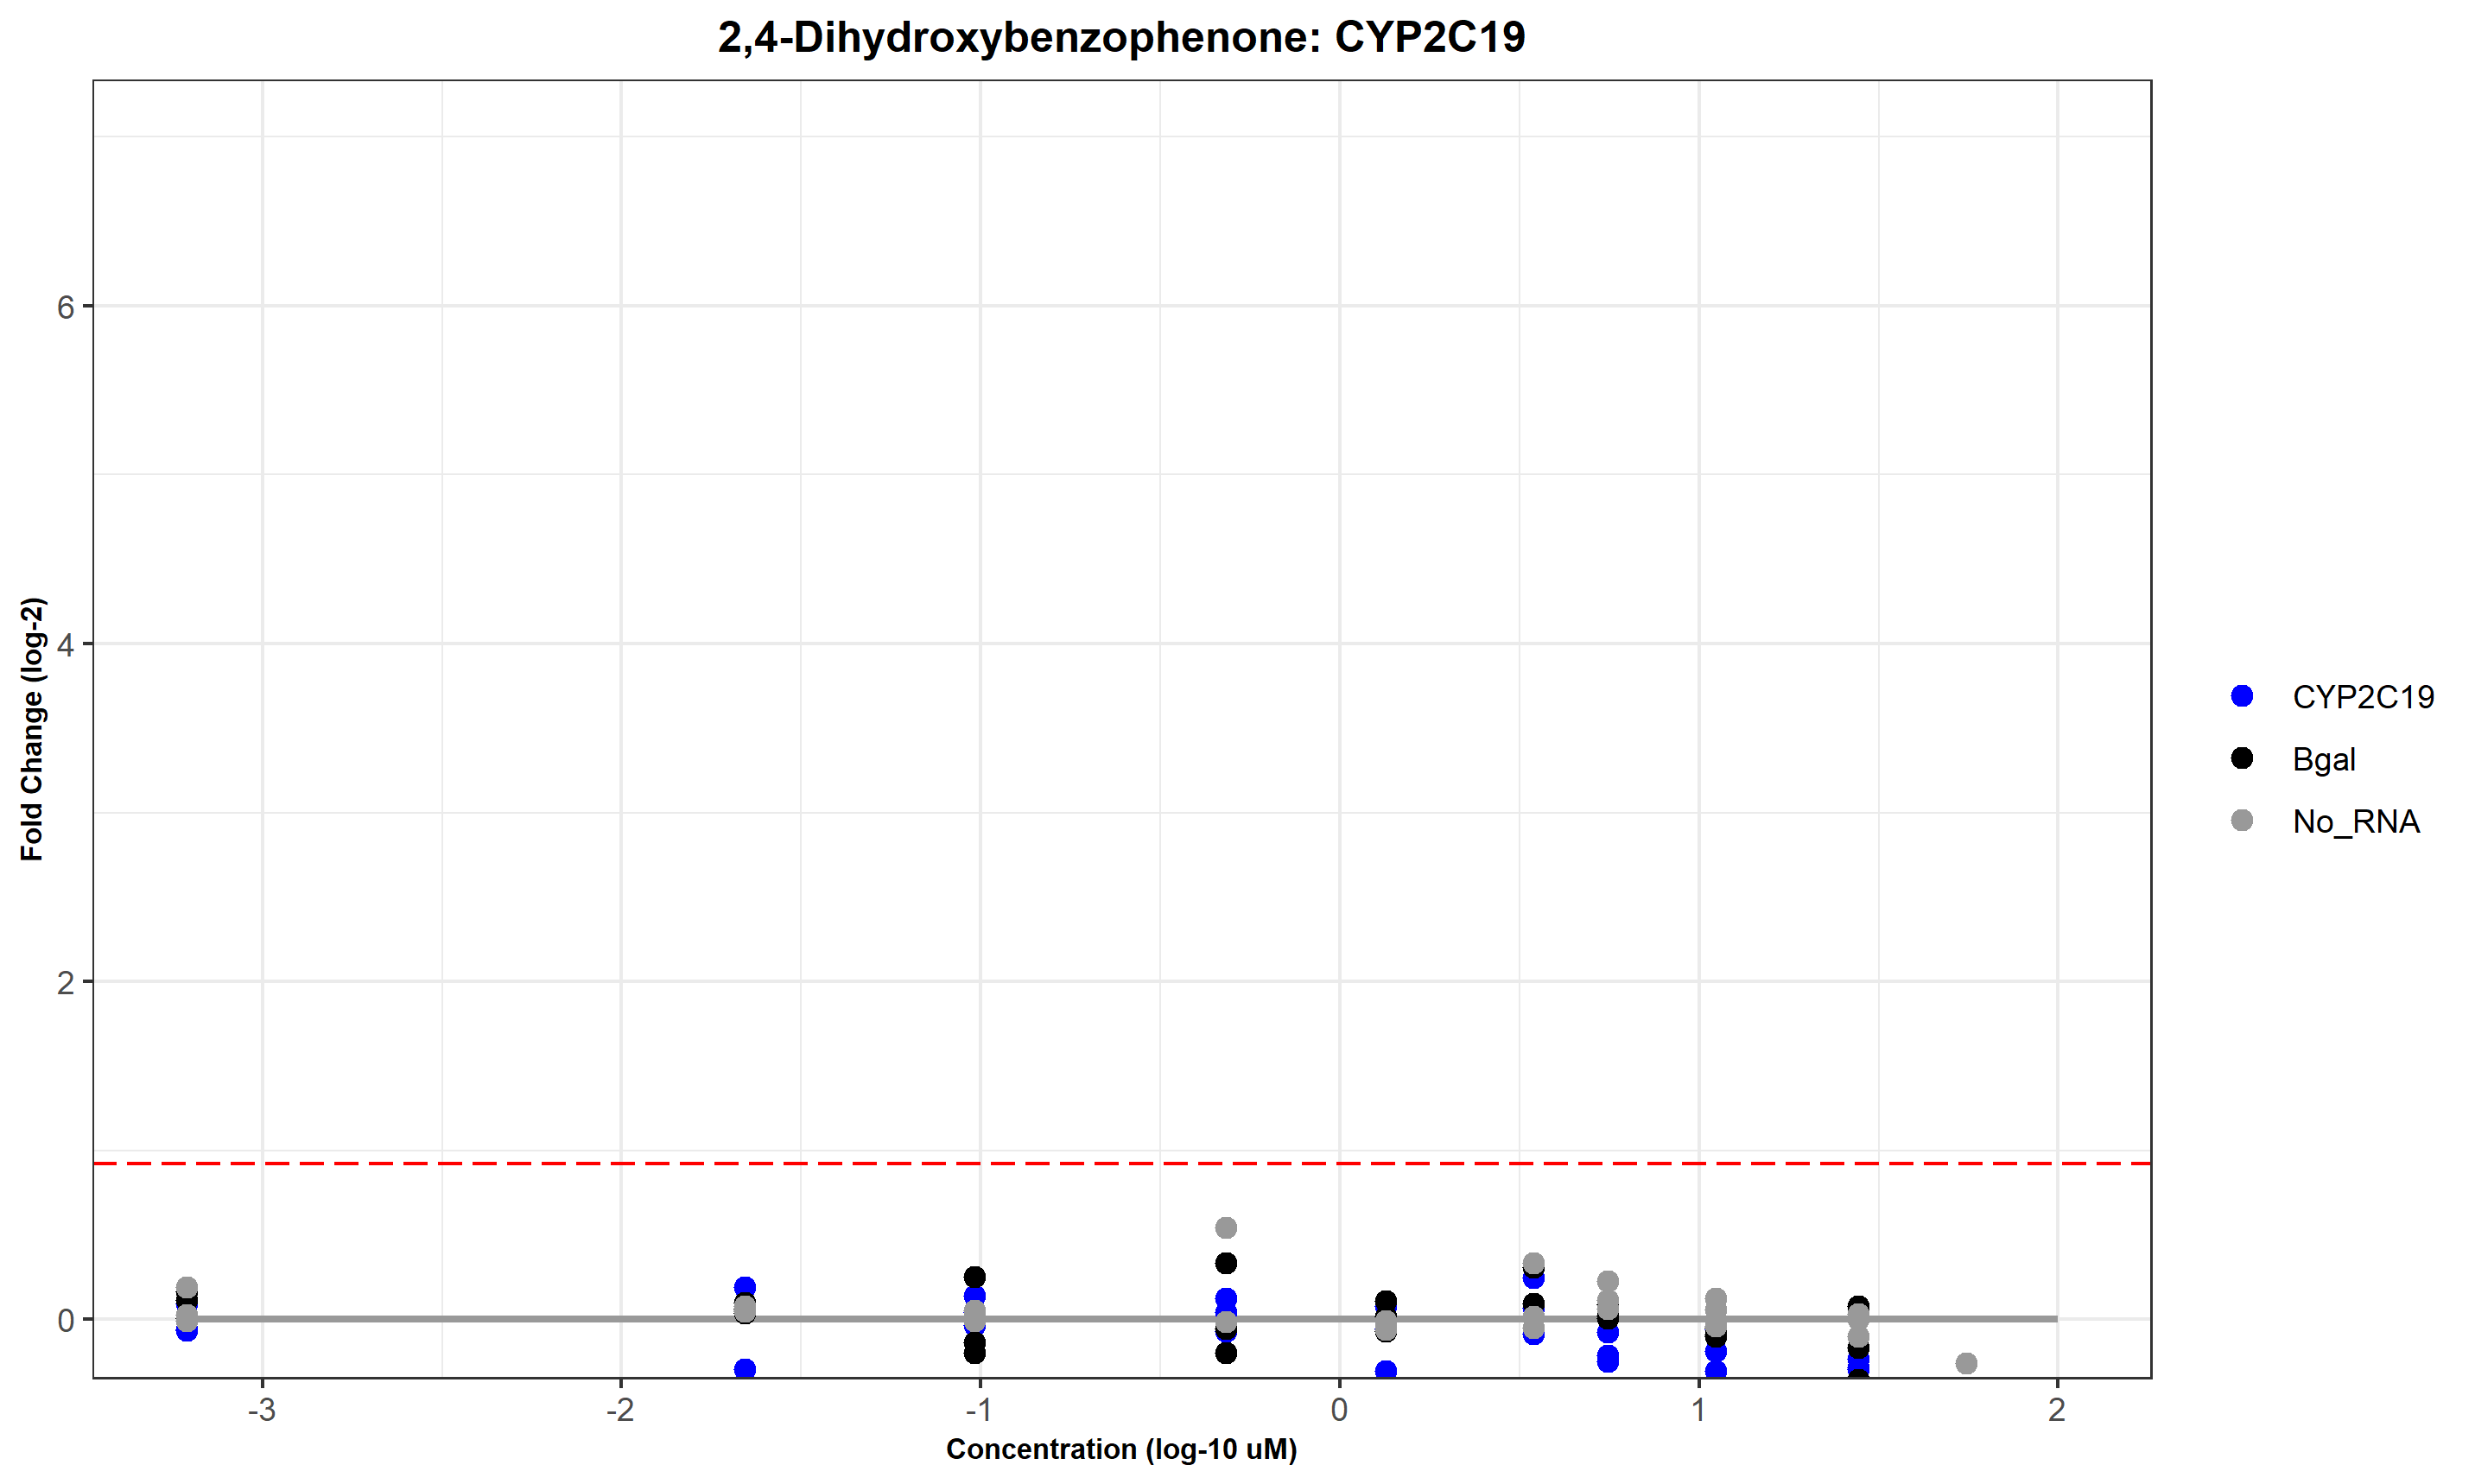 2,4-Dihydroxybenzophenone: CYP2C19
Fold Change (log-2)
6
4
2
0
-3
-2
-1
0
1
2
Concentration (log-10 uM)
CYP2C19
Bgal
No_RNA